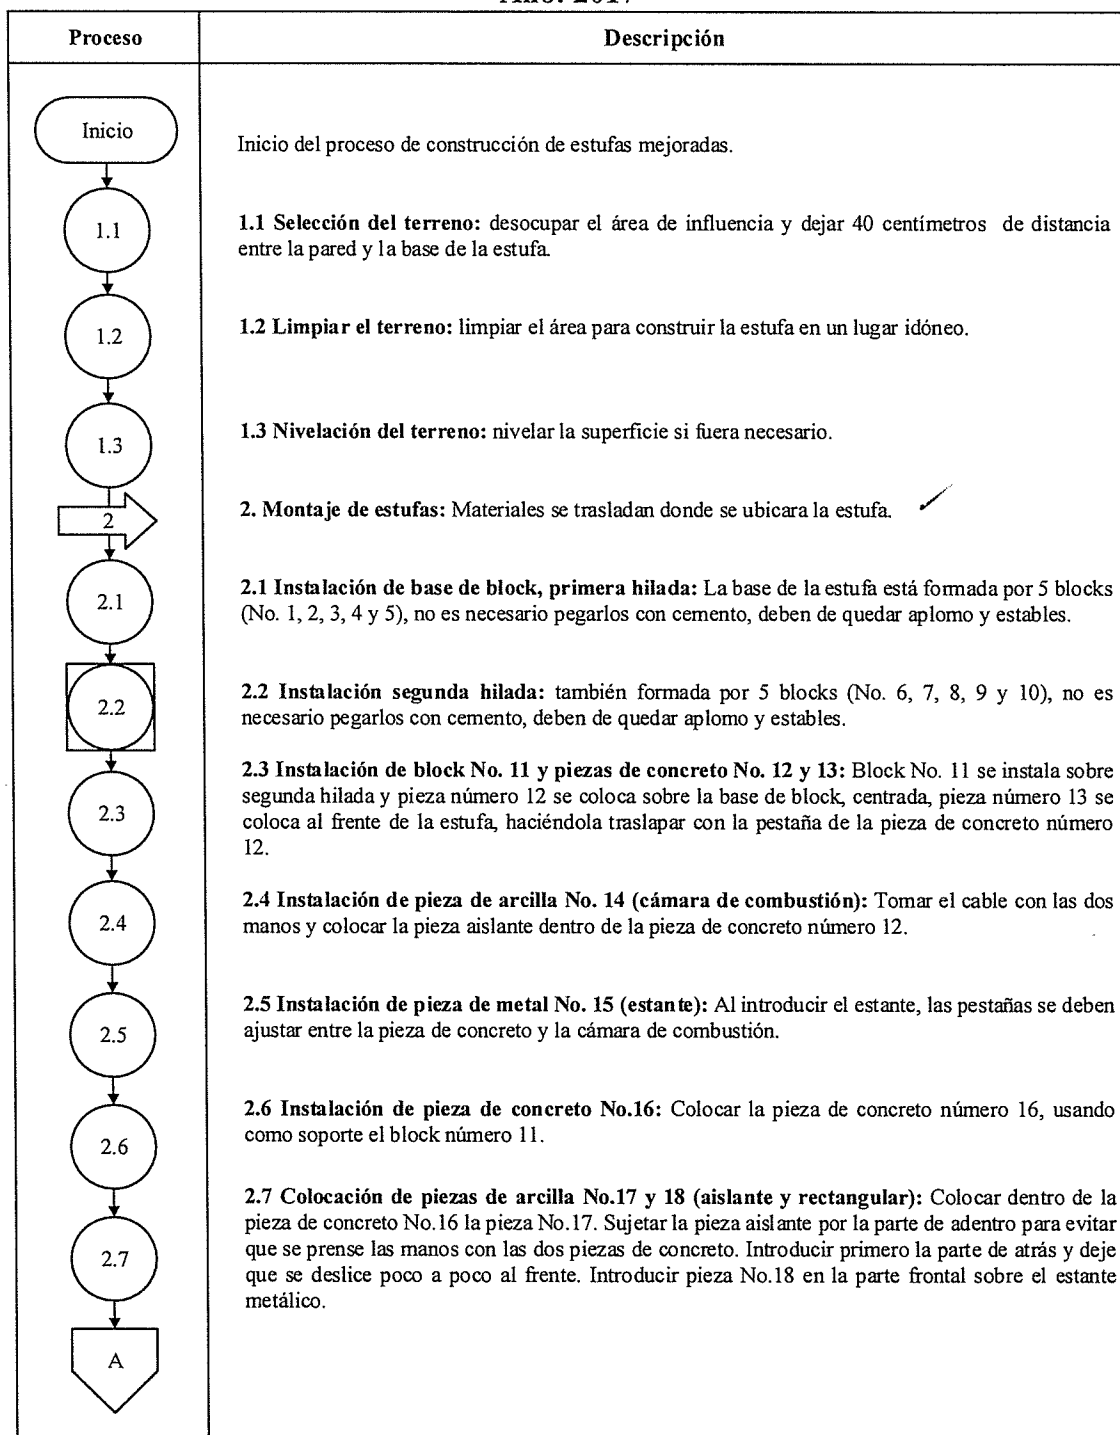 Proceso
Descripción
Inicio
Inicio del proceso de construcción de estufas mejoradas.
1.1
1.1 Selección del terreno: desocupar el área de influencia y dejar 40 centímetros de distancia
entre la pared y la base de la estufa.
1.2
1.2 Limpiar el terreno: limpiar el área para construir la estufa en un lugar idóneo.
1.3
1.3 Nivelación del terreno: nivelar la superficie si fuera necesario.
2
2. Montaje de estufas: Materiales se trasladan donde se ubicara la estufa.
2.1
2.1 Instalación de base de block, primera hilada: La base de la estufa está formada por 5 blocks
(No. 1, 2, 3, 4 y 5), no es necesario pegarlos con cemento, deben de quedar aplomo y estables.
2.2
2.2 Instalación segunda hilada: también formada por 5 blocks (No. 6, 7, 8, 9 y 10), no es
necesario pegarlos con cemento, deben de quedar aplomo y estables.
2.3
2.3 Instalación de block No. 11 y piezas de concreto No. 12 y 13: Block No. 11 se instala sobre
segunda hilada y pieza número 12 se coloca sobre la base de block, centrada, pieza número 13 se
coloca al frente de la estufa, haciéndola traslapar con la pestaña de la pieza de concreto número
12.
2.4
2.4 Instalación de pieza de arcilla No. 14 (cámara de combustión): Tomar el cable con las dos
manos y colocar la pieza aislante dentro de la pieza de concreto número 12.
2.5
2.5 Instalación de pieza de metal No. 15 (estante): Al introducir el estante, las pestañas se deben
ajustar entre la pieza de concreto y la cámara de combustión.
2.6
2.6 Instalación de pieza de concreto No.16: Colocar la pieza de concreto número 16, usando
como soporte el block número 11.
2.7
2.7 Colocación de piezas de arcilla No.17 y 18 (aislante y rectangular): Colocar dentro de la
pieza de concreto No.16 la pieza No.17. Sujetar la pieza aislante por la parte de adentro para evitar
que se prense las manos con las dos piezas de concreto. Introducir primero la parte de atrás y deje
que se deslice poco a poco al frente. Introducir pieza No.18 en la parte frontal sobre el estante
metálico.
A